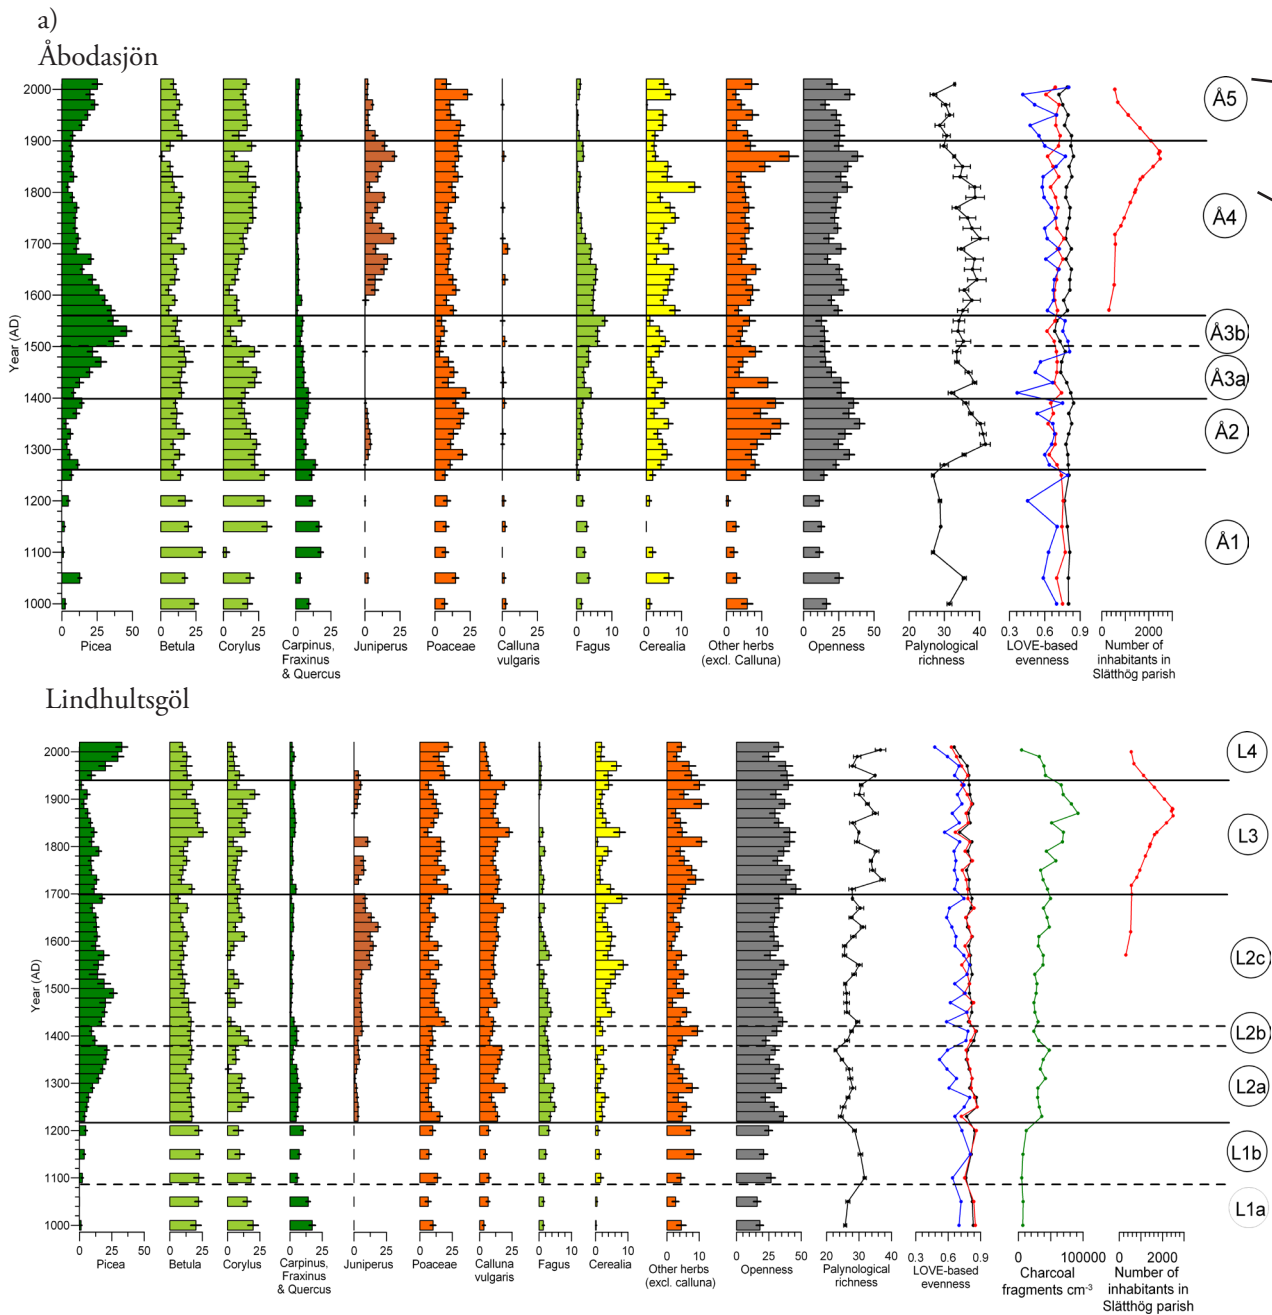 a)
Åbodasjön
2000
1900
1800
1700
1600
1500
1400
1300
1200
1100
1000
Year (AD)
Å5
Å4
Å3b
Å3a
Å2
Å1
0 50
0 25
0 25
0 25
0 25
0 25
0 25
0 10
0 10
0 10
0 25 50
20 30 40
0.3 0.6 0.9
0 2000
Picea
Betula
Corylus
Carpinus,
Fraxinus
& Quercus
Juniperus
Poaceae
Calluna
vulgaris
Fagus
Cerealia
Other herbs
(excl. Calluna)
Openness
Palynological
richness
LOVE-based
evenness
Number of
inhabitants in
Slätthög parish
Lindhultsgöl
2000
1900
1800
1700
1600
1500
1400
1300
1200
1100
1000
Year (AD)
L4
L3
L2c
L2b
L2a
L1b
L1a
0 50
0 25
0 25
0 25
0 25
0 25
0 25
0 10
0 10
0 10
0 25 50
20 30 40
0.3 0.6 0.9
0 100000
0 2000
Picea
Betula
Corylus
Carpinus,
Fraxinus
& Quercus
Juniperus
Poaceae
Calluna
vulgaris
Fagus
Cerealia
Other herbs
(excl. calluna)
Openness
Palynological
richness
LOVE-based
evenness
Charcoal
fragments cm-3
Number of
inhabitants in
Slätthög parish